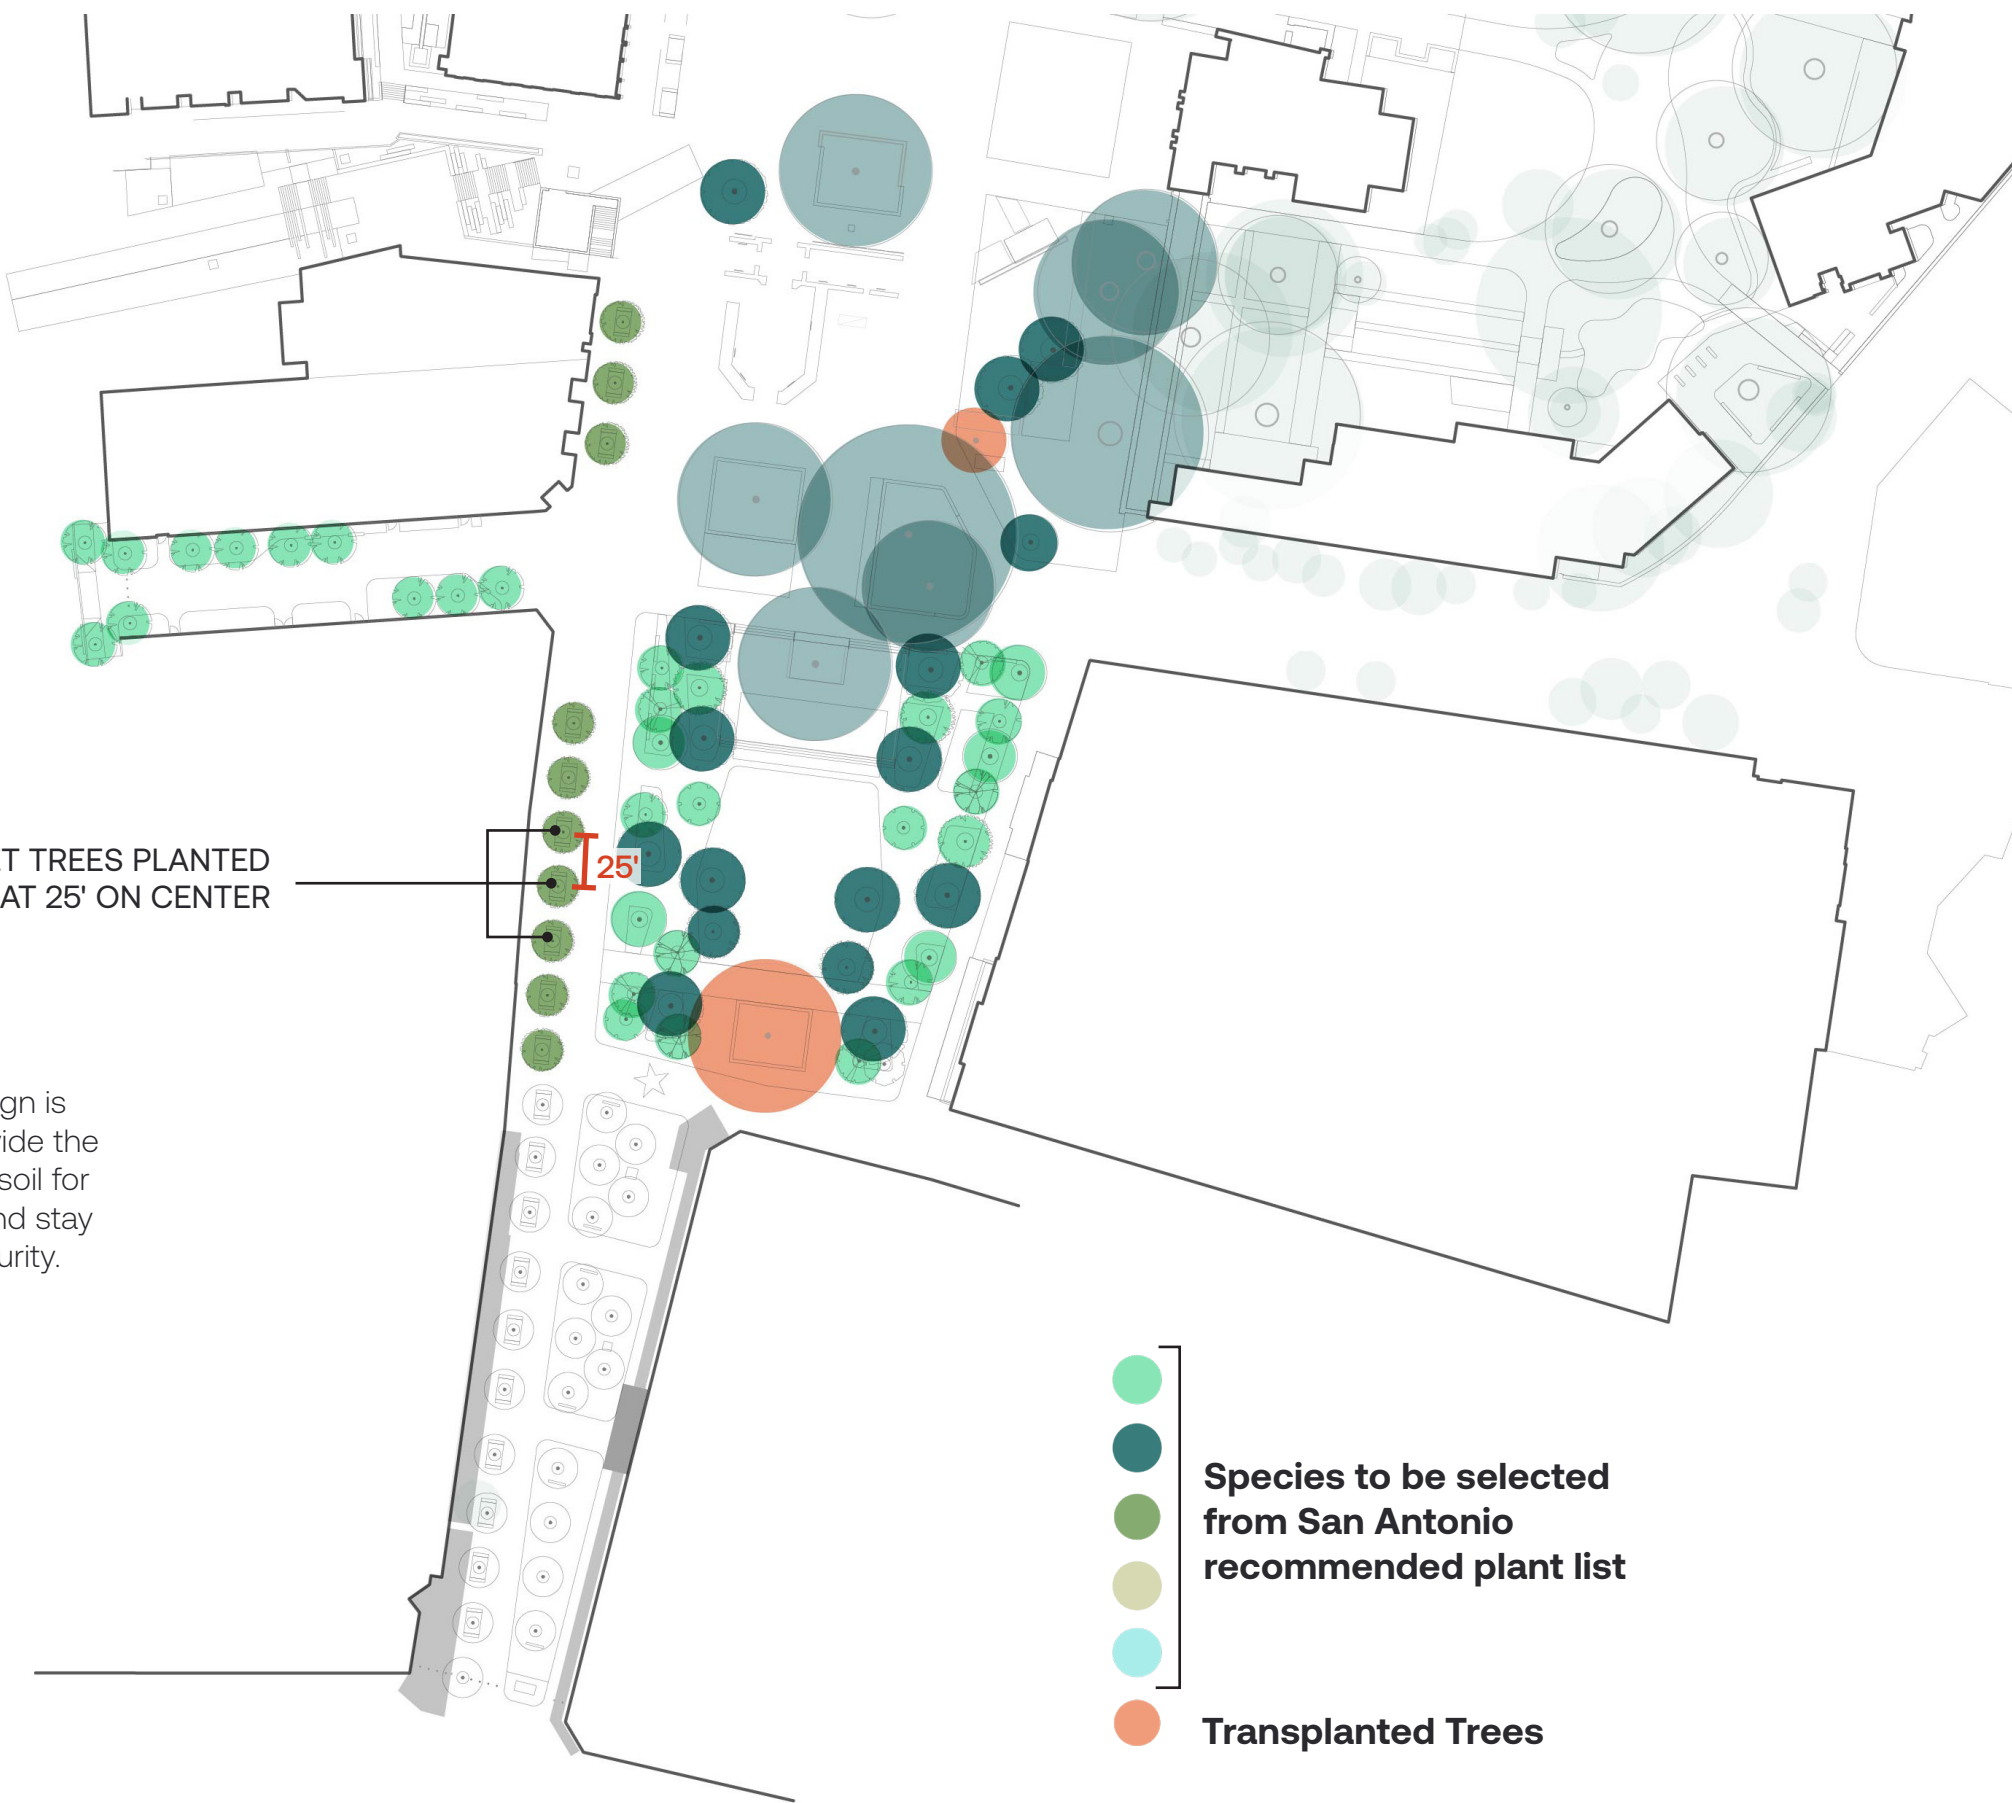 T TREES PLANTED
AT 25' ON CENTER
25'
gn is
ide the
soil for
nd stay
urity.
Species to be selected
from San Antonio
recommended plant list
Transplanted Trees